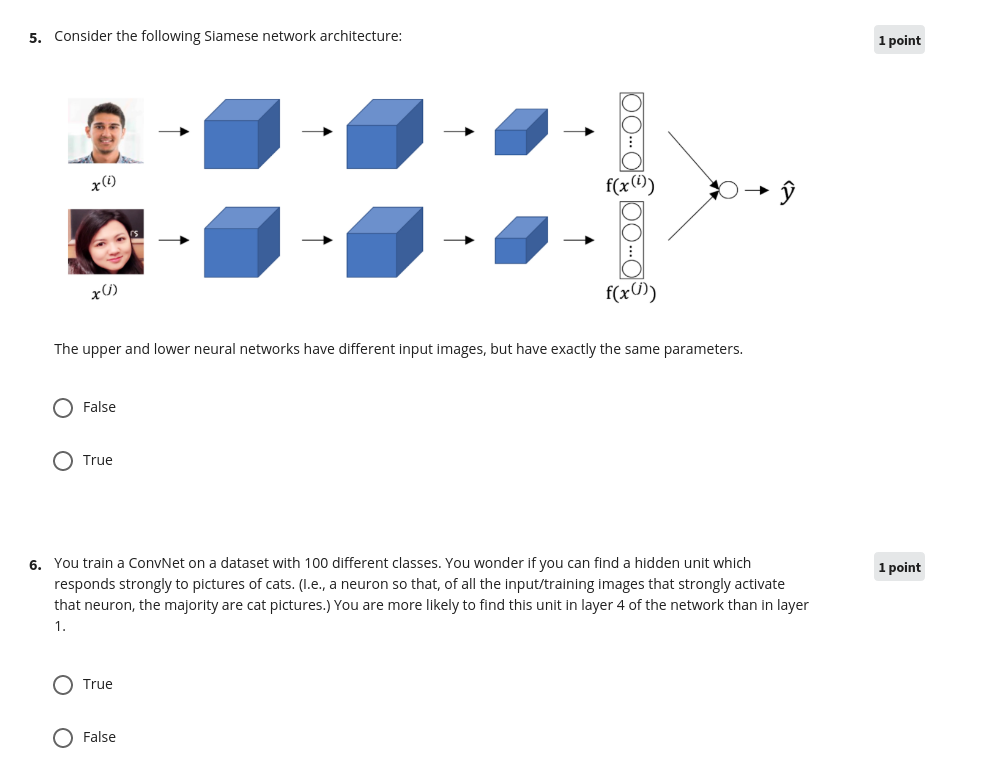 5. Consider the following Siamese network architecture:
1 point
x^(i)
f(x^(i))
ŷ
rs
x^(j)
f(x^(j))
The upper and lower neural networks have different input images, but have exactly the same parameters.
False
True
6. You train a ConvNet on a dataset with 100 different classes. You wonder if you can find a hidden unit which
1 point
responds strongly to pictures of cats. (I.e., a neuron so that, of all the input/training images that strongly activate
that neuron, the majority are cat pictures.) You are more likely to find this unit in layer 4 of the network than in layer
1.
True
False